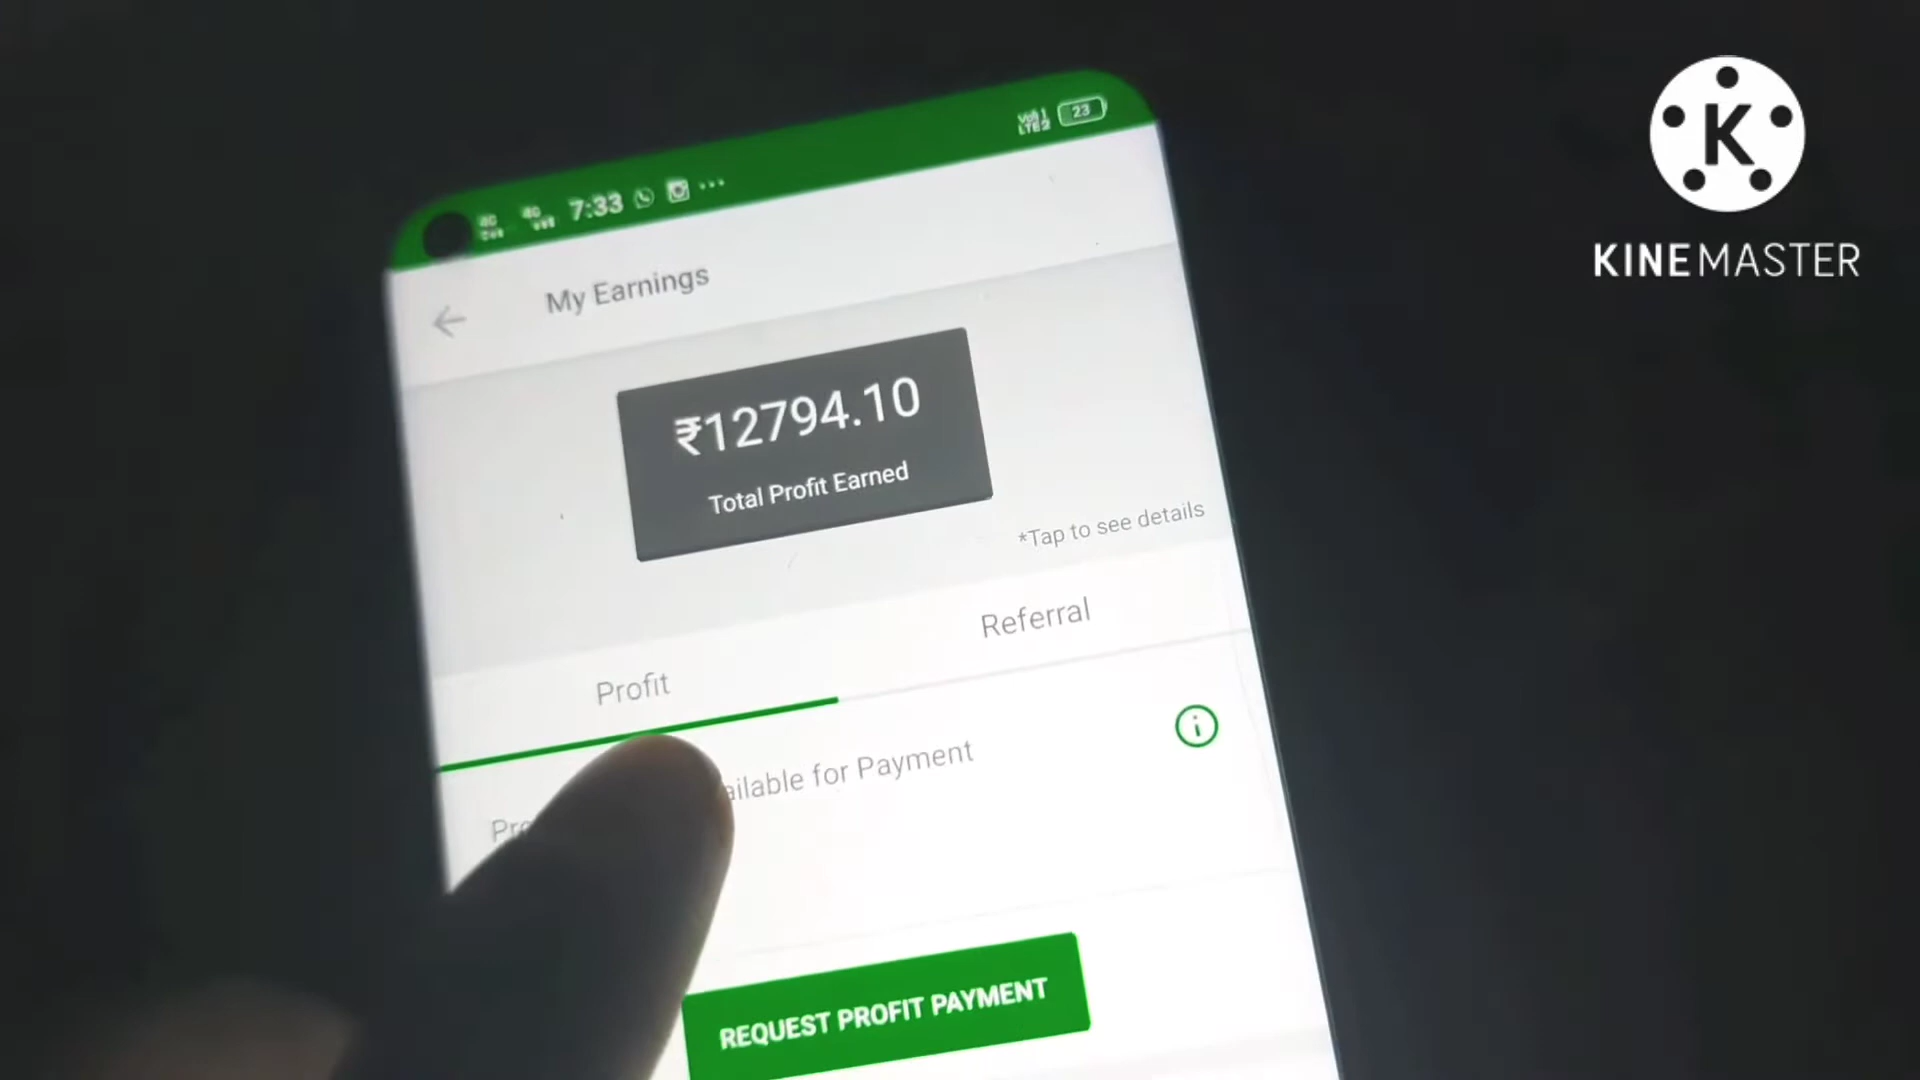 7:33
23
My Earnings
₹12794.10
Total Profit Earned
*Tap to see details
Profit
Referral
for Payment
REQUEST PROFIT PAYMENT
K
KINEMASTER